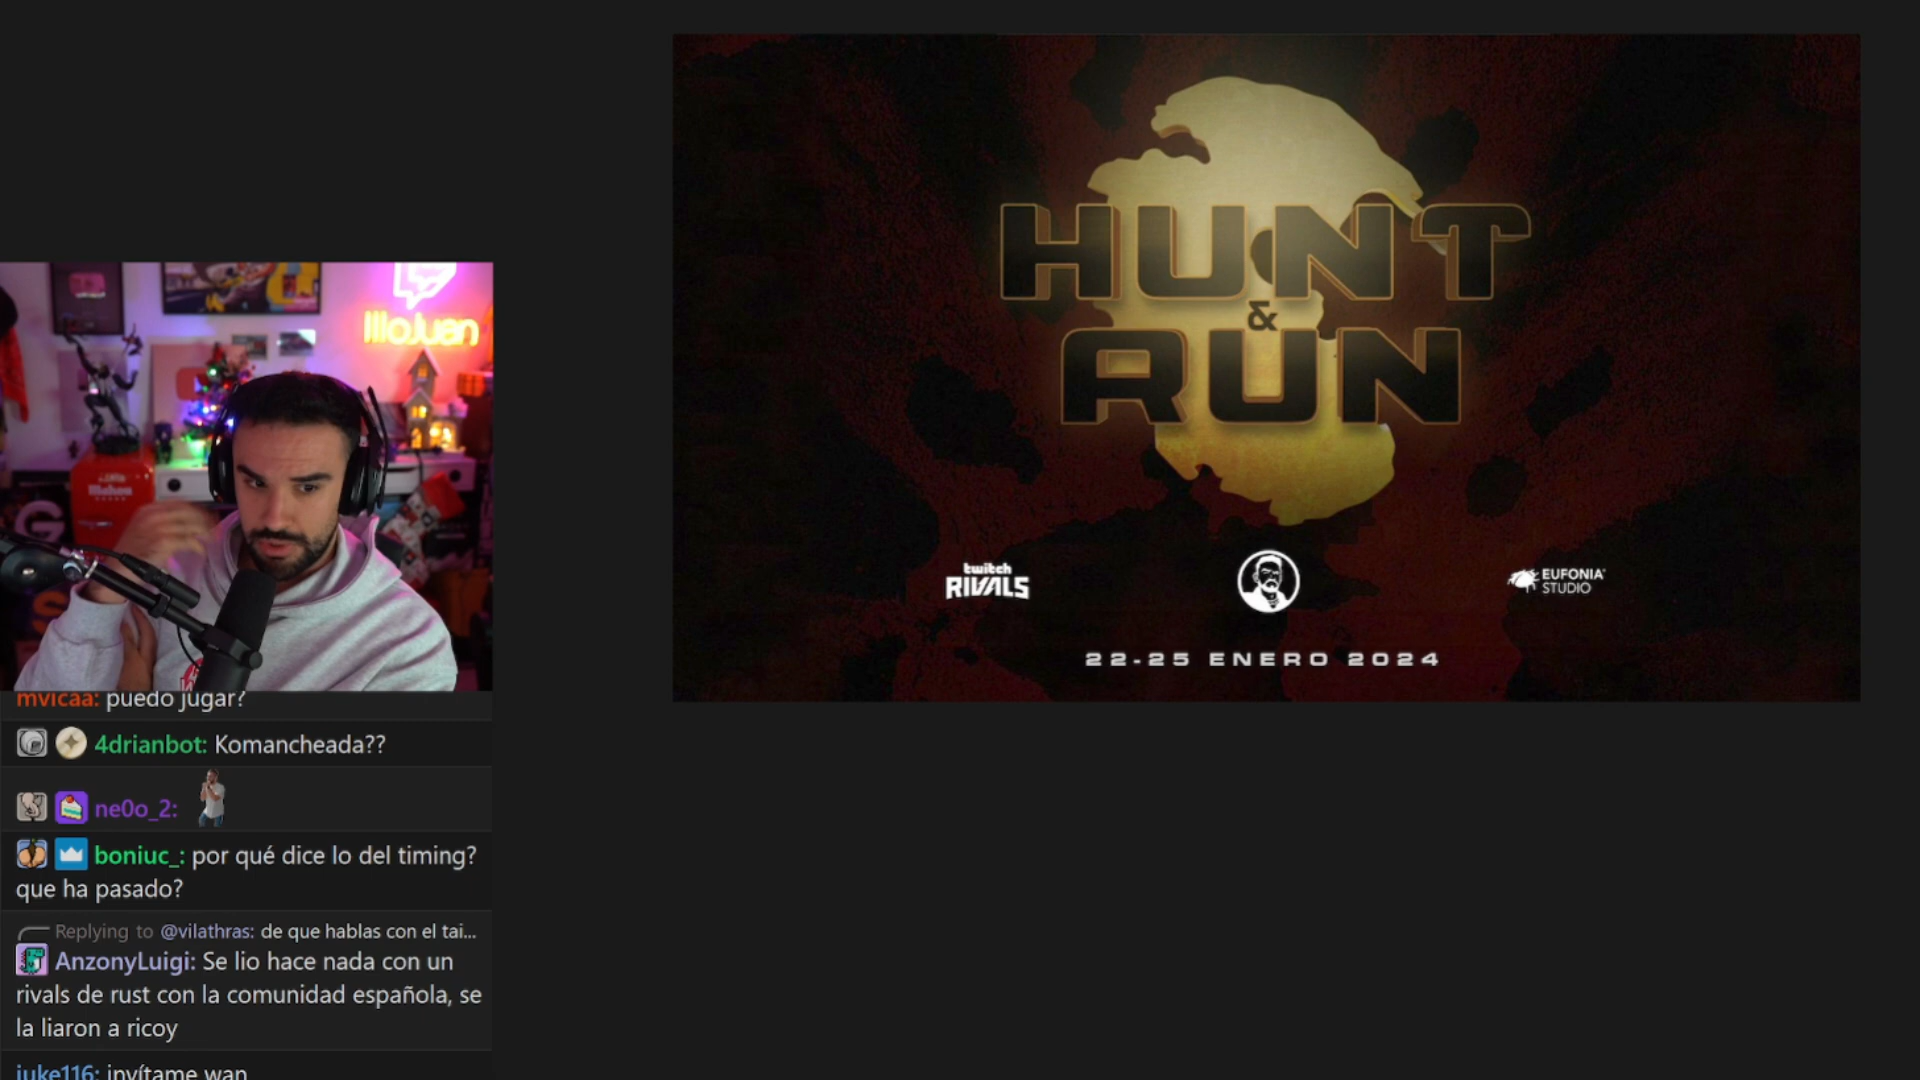 HUNT
&
RUN
twitch
RIVALS
EUFONIA
STUDIO
22-25 ENERO 2024
IlloJuan
mvicaa: puedo jugar?
4drianbot: Komancheada??
ne0o_2:
boniuc_: por qué dice lo del timing?
que ha pasado?
Replying to @vilathras: de que hablas con el tai...
AnzonyLuigi: Se lio hace nada con un
rivals de rust con la comunidad española, se
la liaron a ricoy
juke116: invítame wan